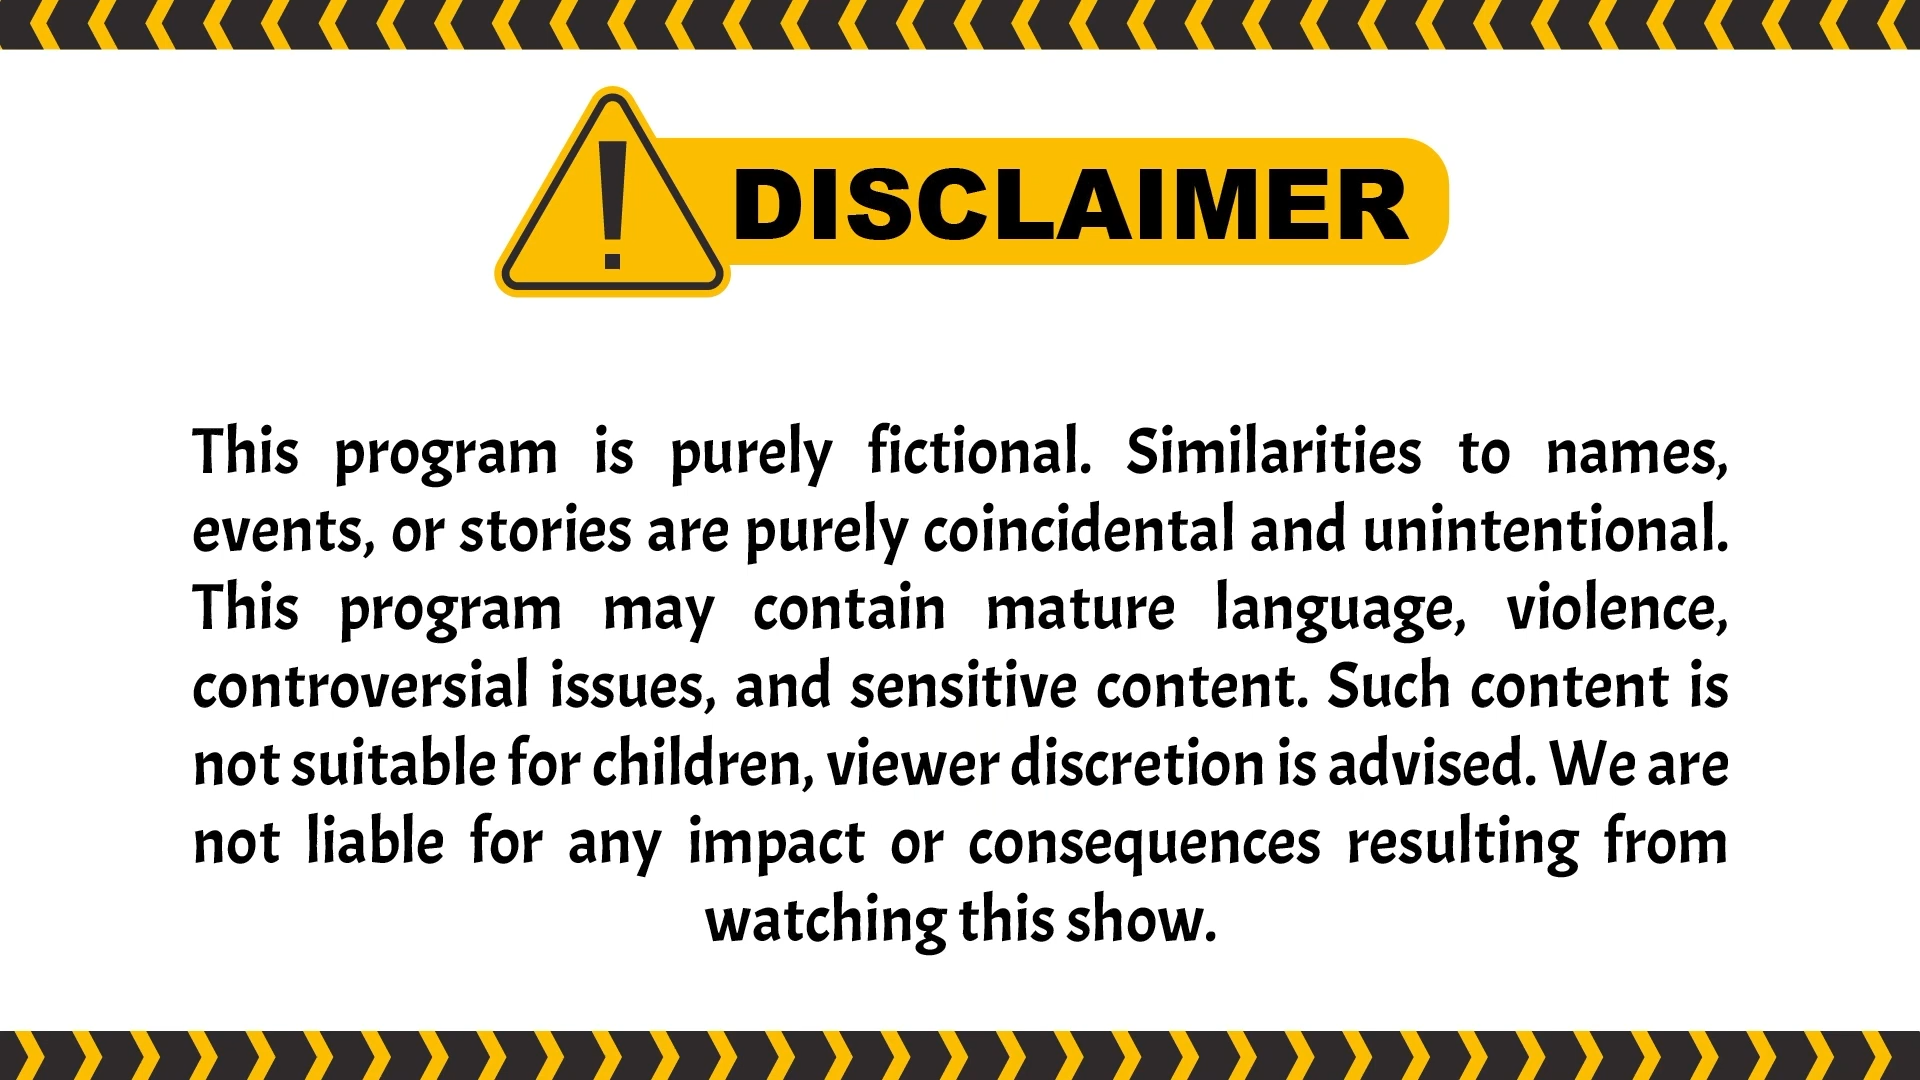 DISCLAIMER
This program is purely fictional. Similarities to names,
events, or stories are purely coincidental and unintentional.
This program may contain mature language, violence,
controversial issues, and sensitive content. Such content is
not suitable for children, viewer discretion is advised. We are
not liable for any impact or consequences resulting from
watching this show.